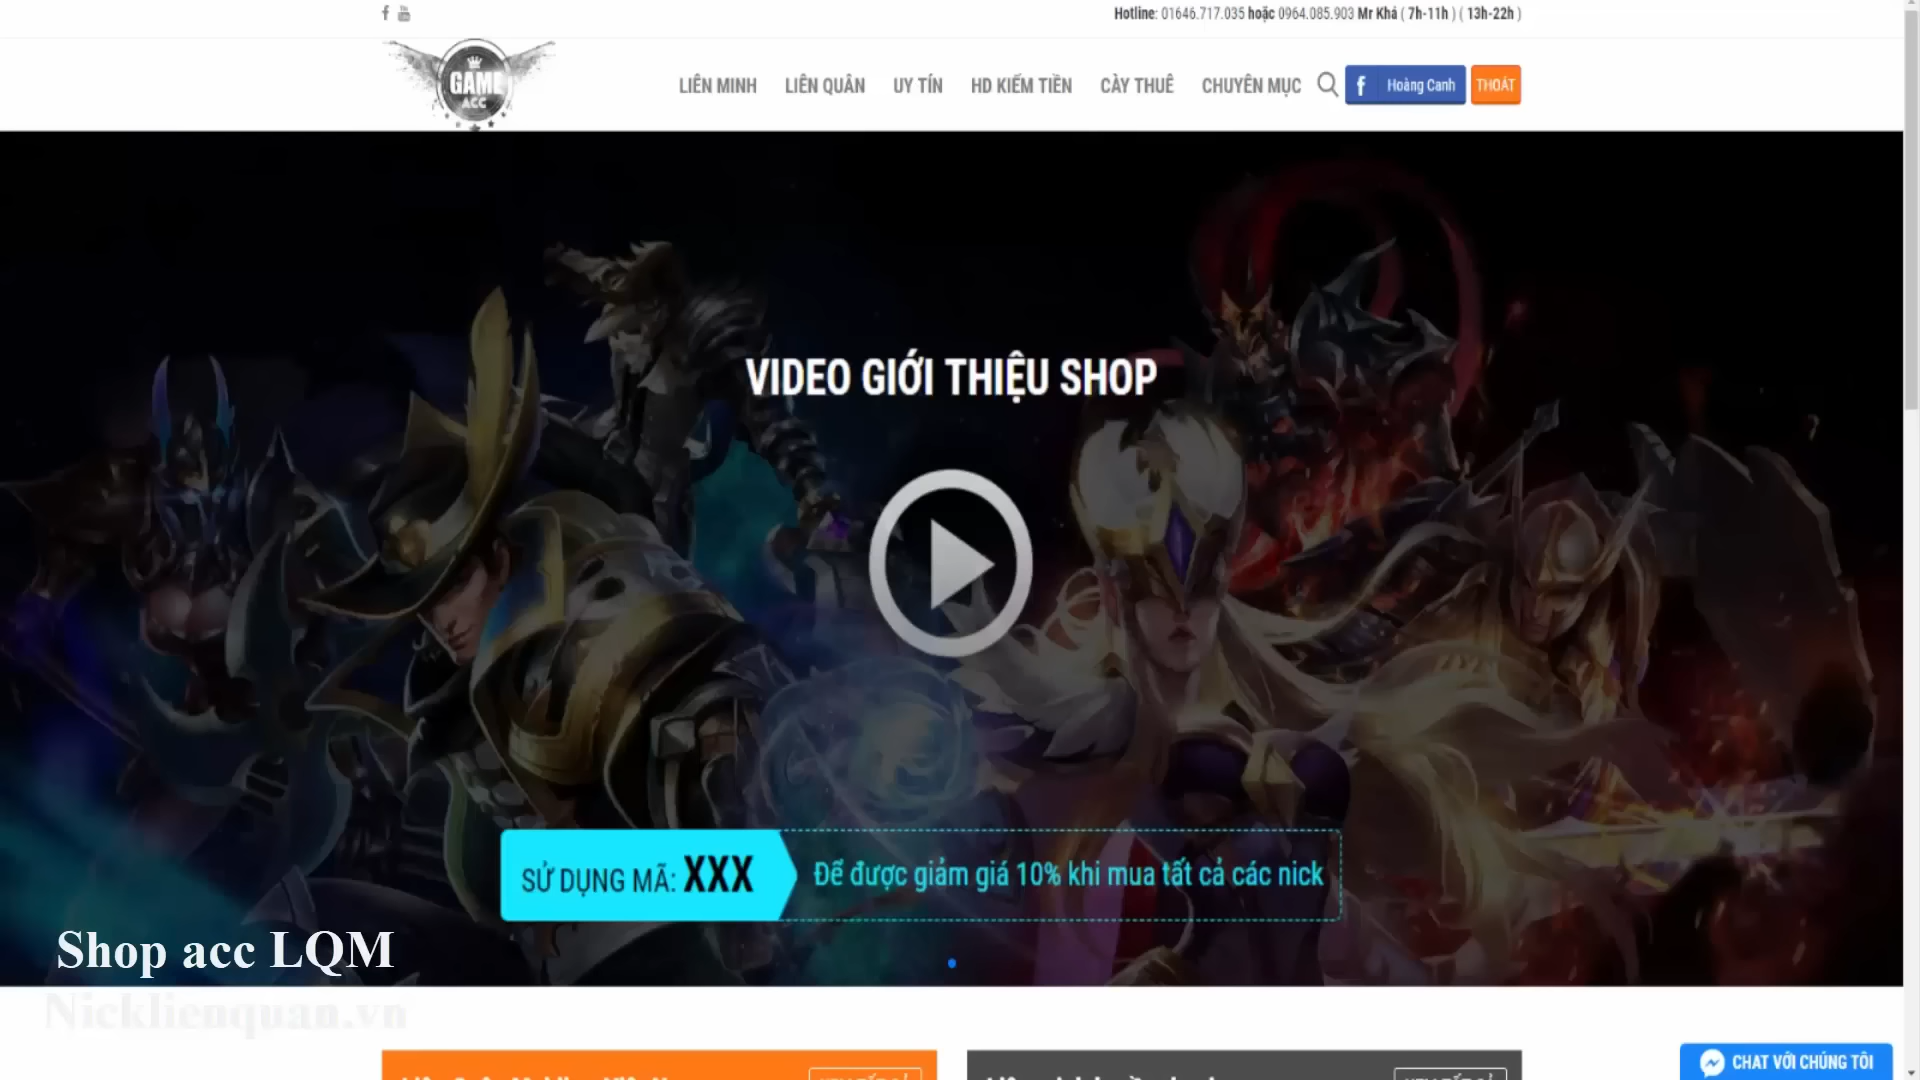 Hotline: 01646.717.035 hoặc 0964.085.903 Mr Khá ( 7h-11h ) ( 13h-22h )
GAME
ACC
LIÊN MINH LIÊN QUÂN UY TÍN HD KIẾM TIỀN CÀY THUÊ CHUYÊN MỤC Hoàng Canh THOÁT
VIDEO GIỚI THIỆU SHOP
SỬ DỤNG MÃ: XXX Để được giảm giá 10% khi mua tất cả các nick
Shop acc LQM
Nicklienquan.vn
CHAT VỚI CHÚNG TÔI